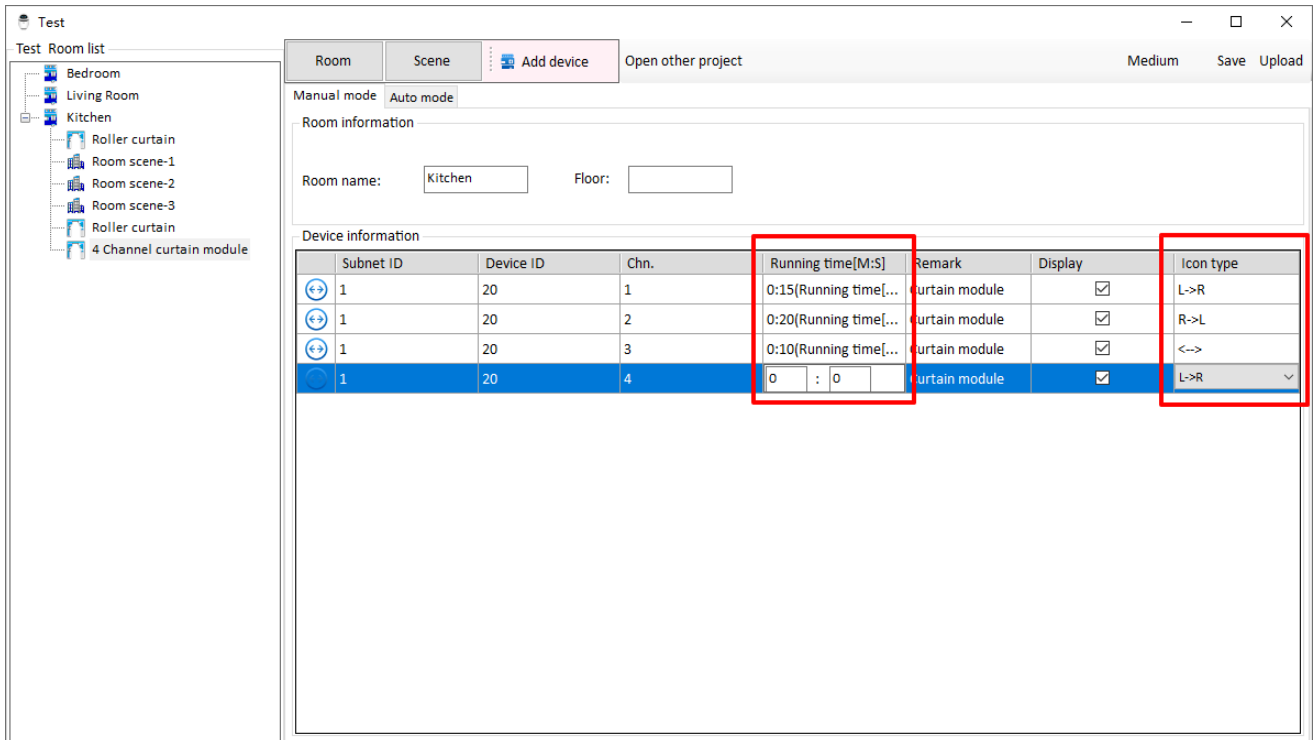 Test
Test Room list
Bedroom
Living Room
Kitchen
Roller curtain
Room scene-1
Room scene-2
Room scene-3
Roller curtain
4 Channel curtain module
Room Scene Add device Open other project Medium Save Upload
Manual mode Auto mode
Room information
Room name: Kitchen Floor:
Device information
Subnet ID Device ID Chn. Running time[M:S] Remark Display Icon type
1 20 1 0:15(Running time[... Curtain module L->R
1 20 2 0:20(Running time[... Curtain module R->L
1 20 3 0:10(Running time[... Curtain module <-->
1 20 4 0 : 0 Curtain module L->R